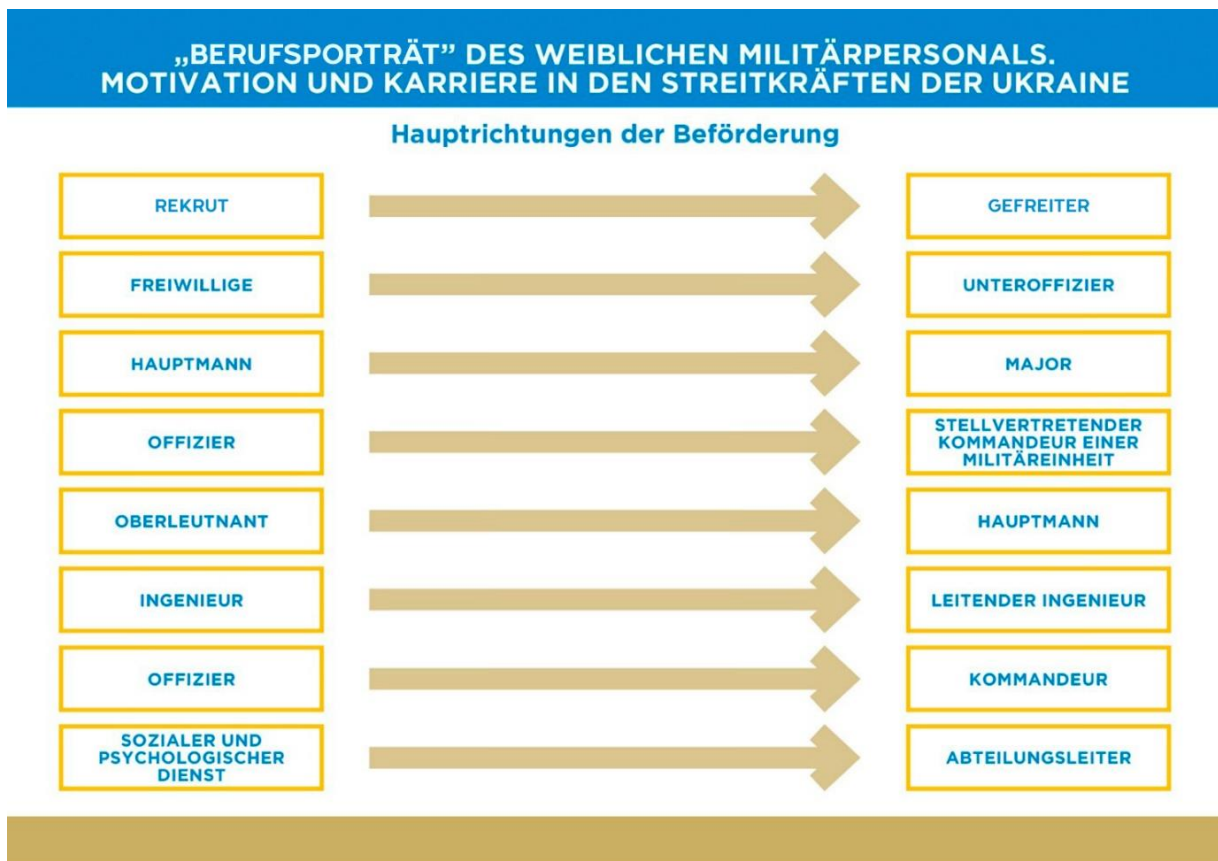 „BERUFSPORTRÄT” DES WEIBLICHEN MILITÄRPERSONALS.
MOTIVATION UND KARRIERE IN DEN STREITKRÄFTEN DER UKRAINE
Hauptrichtungen der Beförderung
REKRUT
GEFREITER
FREIWILLIGE
UNTEROFFIZIER
HAUPTMANN
MAJOR
OFFIZIER
STELLVERTRETENDER
KOMMANDEUR EINER
MILITÄREINHEIT
OBERLEUTNANT
HAUPTMANN
INGENIEUR
LEITENDER INGENIEUR
OFFIZIER
KOMMANDEUR
SOZIALER UND
PSYCHOLOGISCHER
DIENST
ABTEILUNGSLEITER